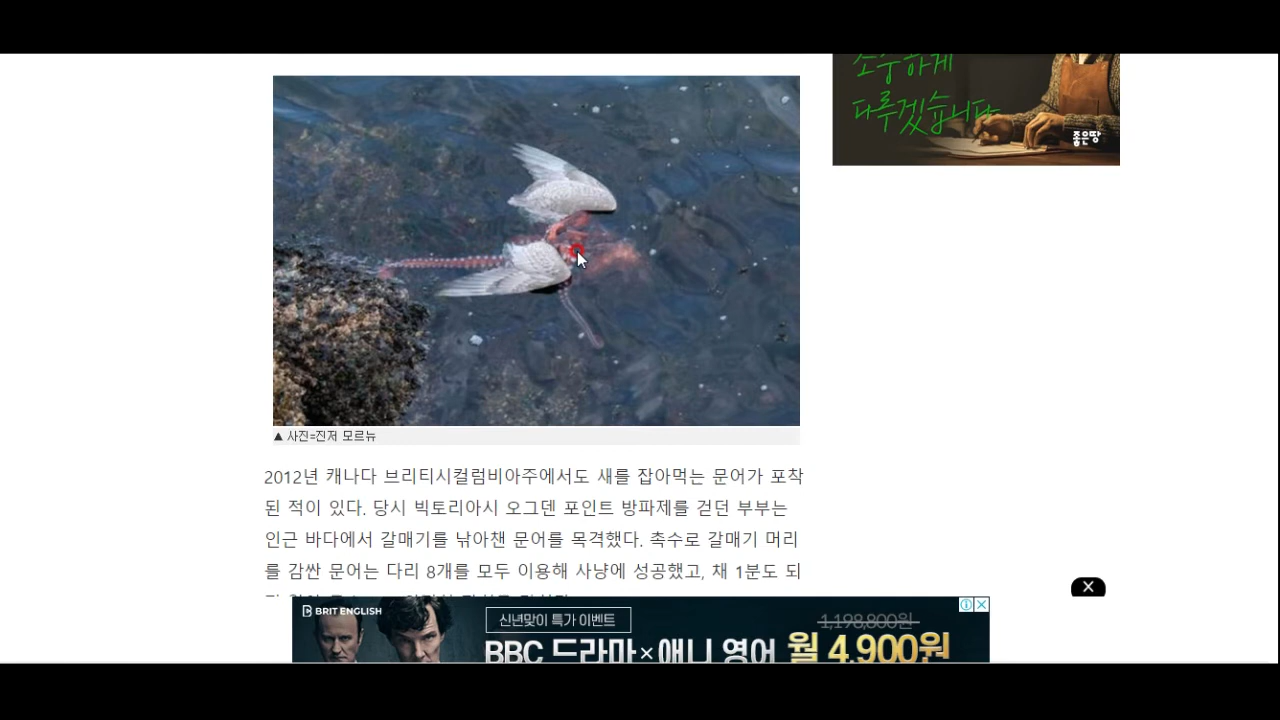 소중하게
다루겠습니다
좋은땅
▲ 사진=진저 모르뉴
2012년 캐나다 브리티시컬럼비아주에서도 새를 잡아먹는 문어가 포착
된 적이 있다. 당시 빅토리아시 오그덴 포인트 방파제를 걷던 부부는
인근 바다에서 갈매기를 낚아챈 문어를 목격했다. 촉수로 갈매기 머리
를 감싼 문어는 다리 8개를 모두 이용해 사냥에 성공했고, 채 1분도 되
BRIT ENGLISH
신년맞이 특가 이벤트
1,198,800원
BBC 드라마×애니 영어 월 4,900원